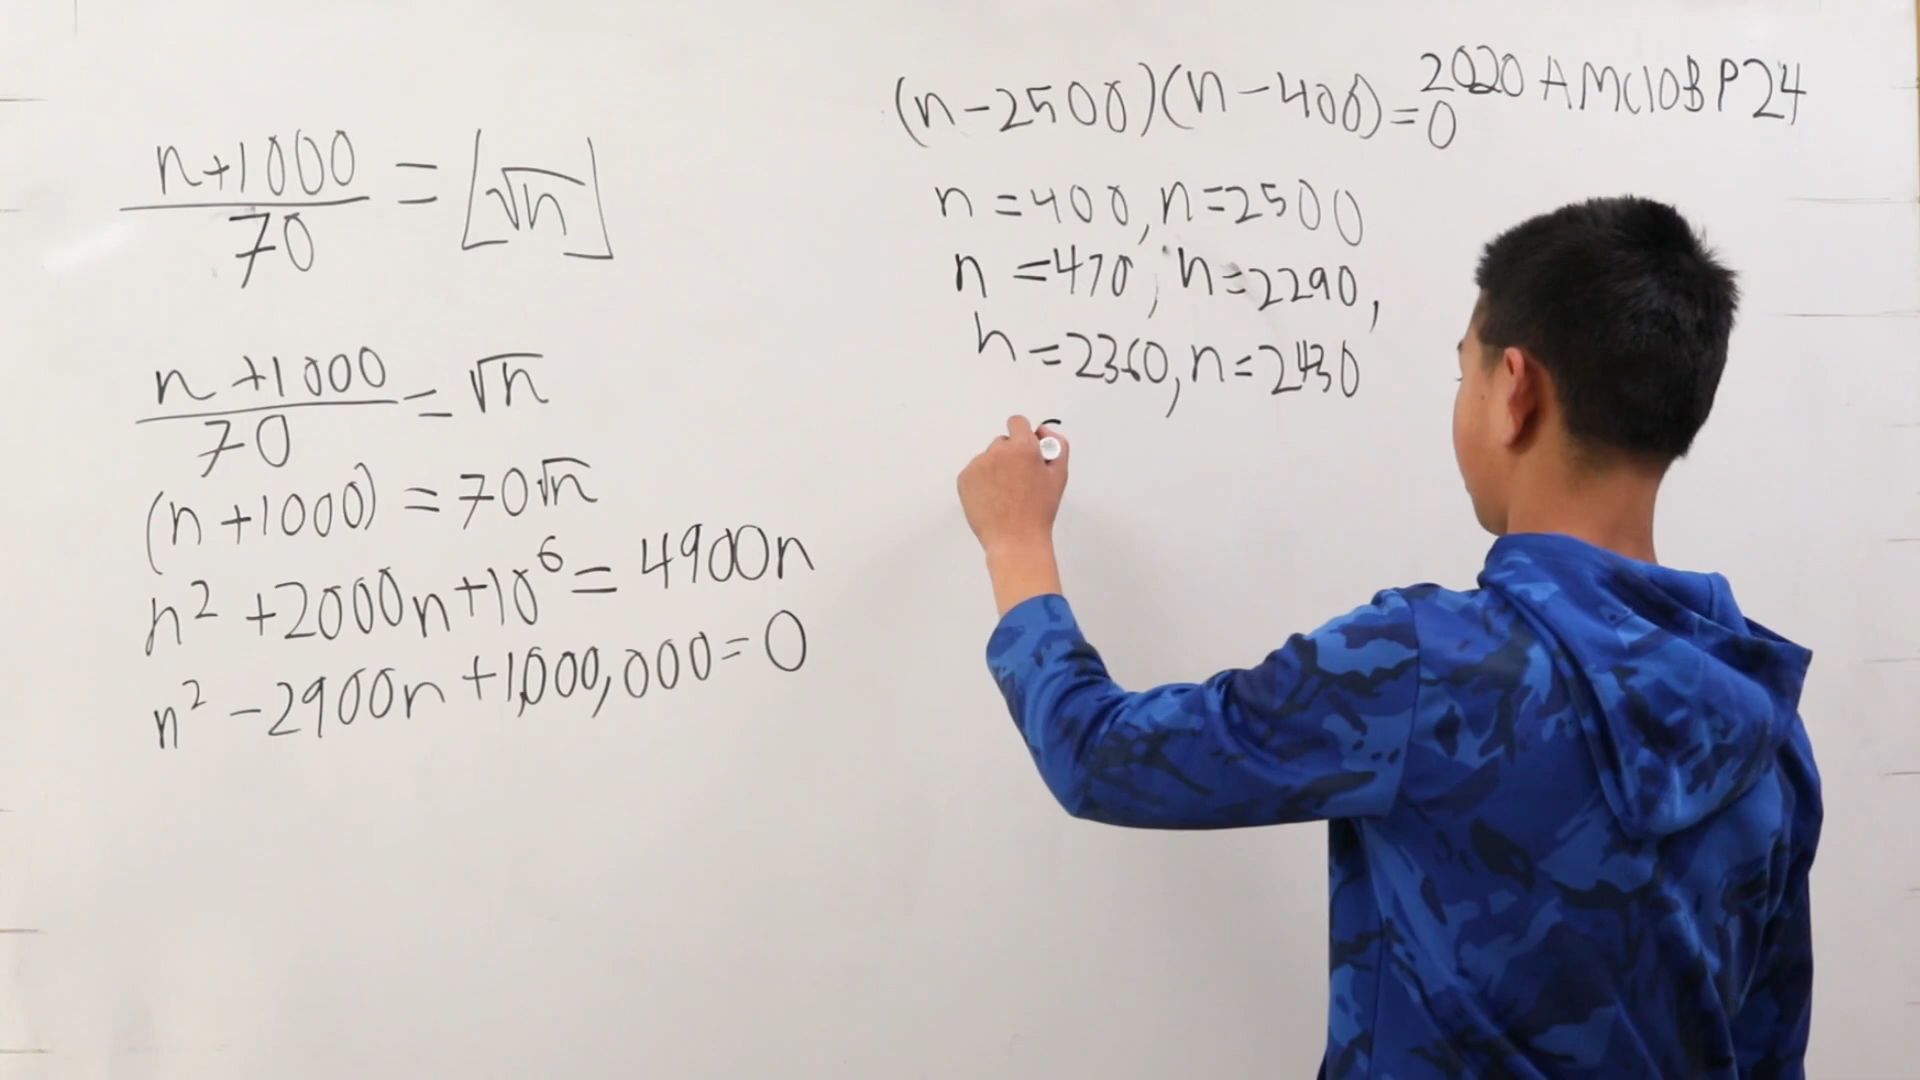 n+1000
70
= ⌊√n⌋
n+1000
70
= √n
(n+1000) = 70√n
n² +2000n+10⁶ = 4900n
n² -2900n+1,000,000=0
2020 AMC10B P24
(n-2500)(n-400)=0
n=400, n=2500
n=470, n=2290,
n=2360, n=2430